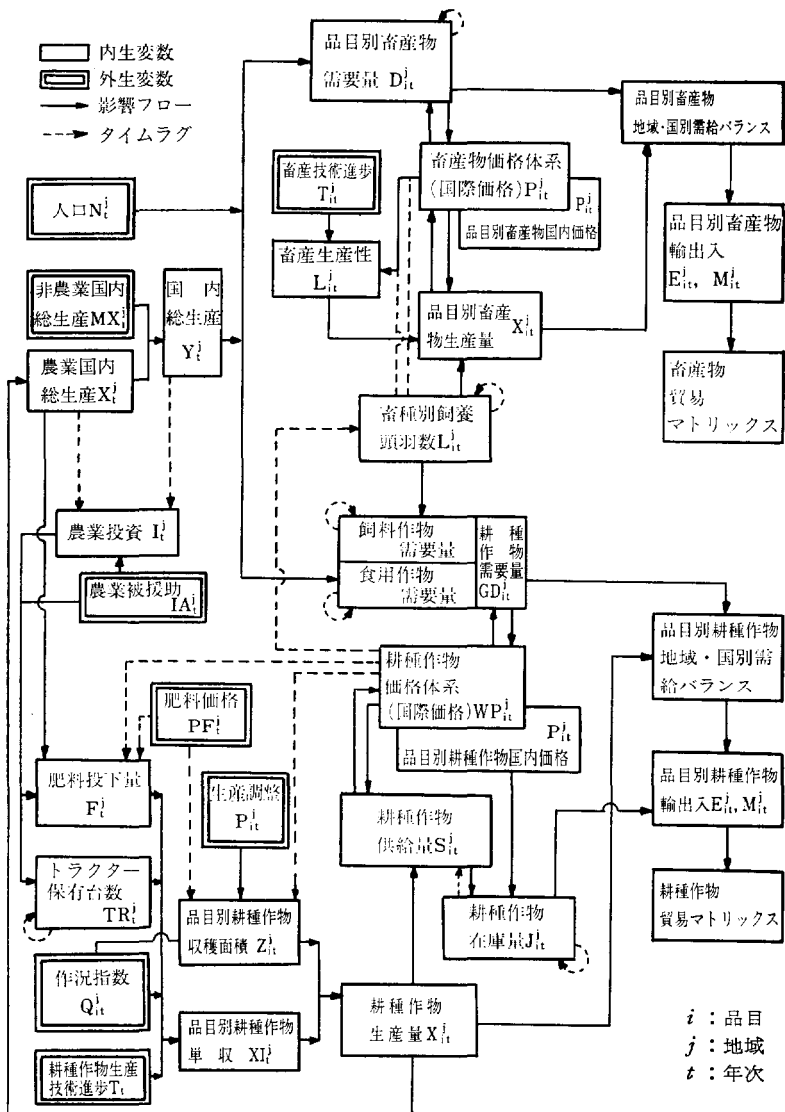 内生変数
外生変数
影響フロー
タイムラグ
品目別畜産物
需要量 D^j_it
品目別畜産物
地域・国別需給バランス
畜産技術進歩
T^j_it
畜産物価格体系
(国際価格)P^j_it
P^j_it
品目別畜産物国内価格
人口N^j_t
畜産生産性
L^j_it
品目別畜産物
輸出入
E^j_it, M^j_it
非農業国内
総生産MX^j_t
国内
総生産
Y^j_t
品目別畜産
物生産量 X^j_it
農業国内
総生産X^j_t
畜産物
貿易
マトリックス
畜種別飼養
頭羽数L^j_it
農業投資 I^j_t
飼料作物
需要量
食用作物
需要量
耕種
作物
需要量
GD^j_it
農業被援助
IA^j_t
品目別耕種作物
地域・国別需
給バランス
耕種作物
価格体系
(国際価格)WP^j_it
P^j_it
品目別耕種作物国内価格
肥料価格
PF^j_t
肥料投下量
F^j_t
生産調整
P^j_it
品目別耕種作物
輸出入E^j_it, M^j_it
耕種作物
供給量S^j_it
トラクター
保有台数
TR^j_t
品目別耕種作物
収穫面積 Z^j_it
耕種作物
在庫量J^j_it
耕種作物
貿易マトリックス
作況指数
Q^j_it
品目別耕種作物
単 収 XI^j_it
耕種作物
生産量X^j_it
耕種作物生産
技術進歩T_t
i : 品目
j : 地域
t : 年次